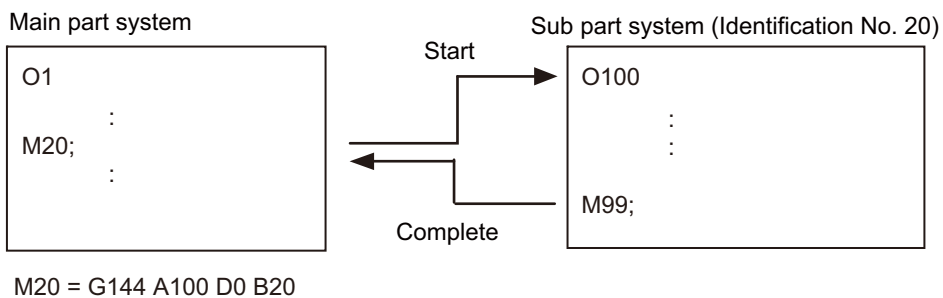 Main part system
Sub part system (Identification No. 20)
Start
O1
:
M20;
:
O100
:
:
M99;
Complete
M20 = G144 A100 D0 B20